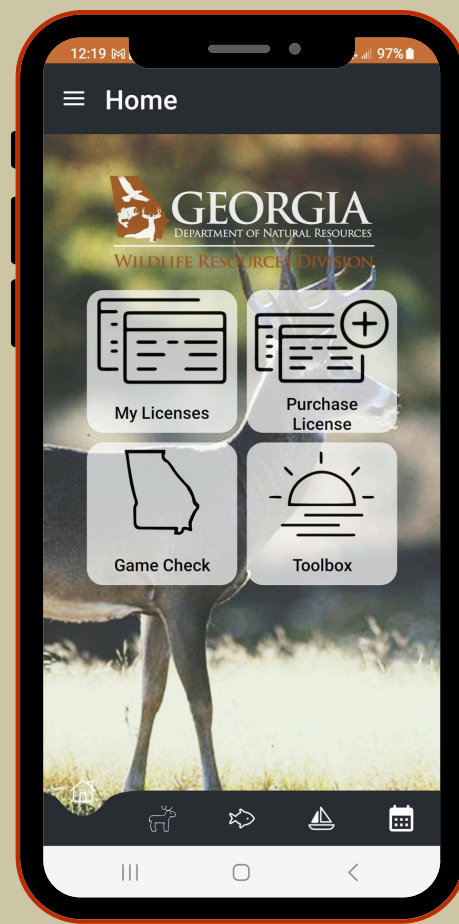 12:19
97%
Home
GEORGIA
DEPARTMENT OF NATURAL RESOURCES
WILDLIFE RESOURCES DIVISION
My Licenses
Purchase
License
Game Check
Toolbox